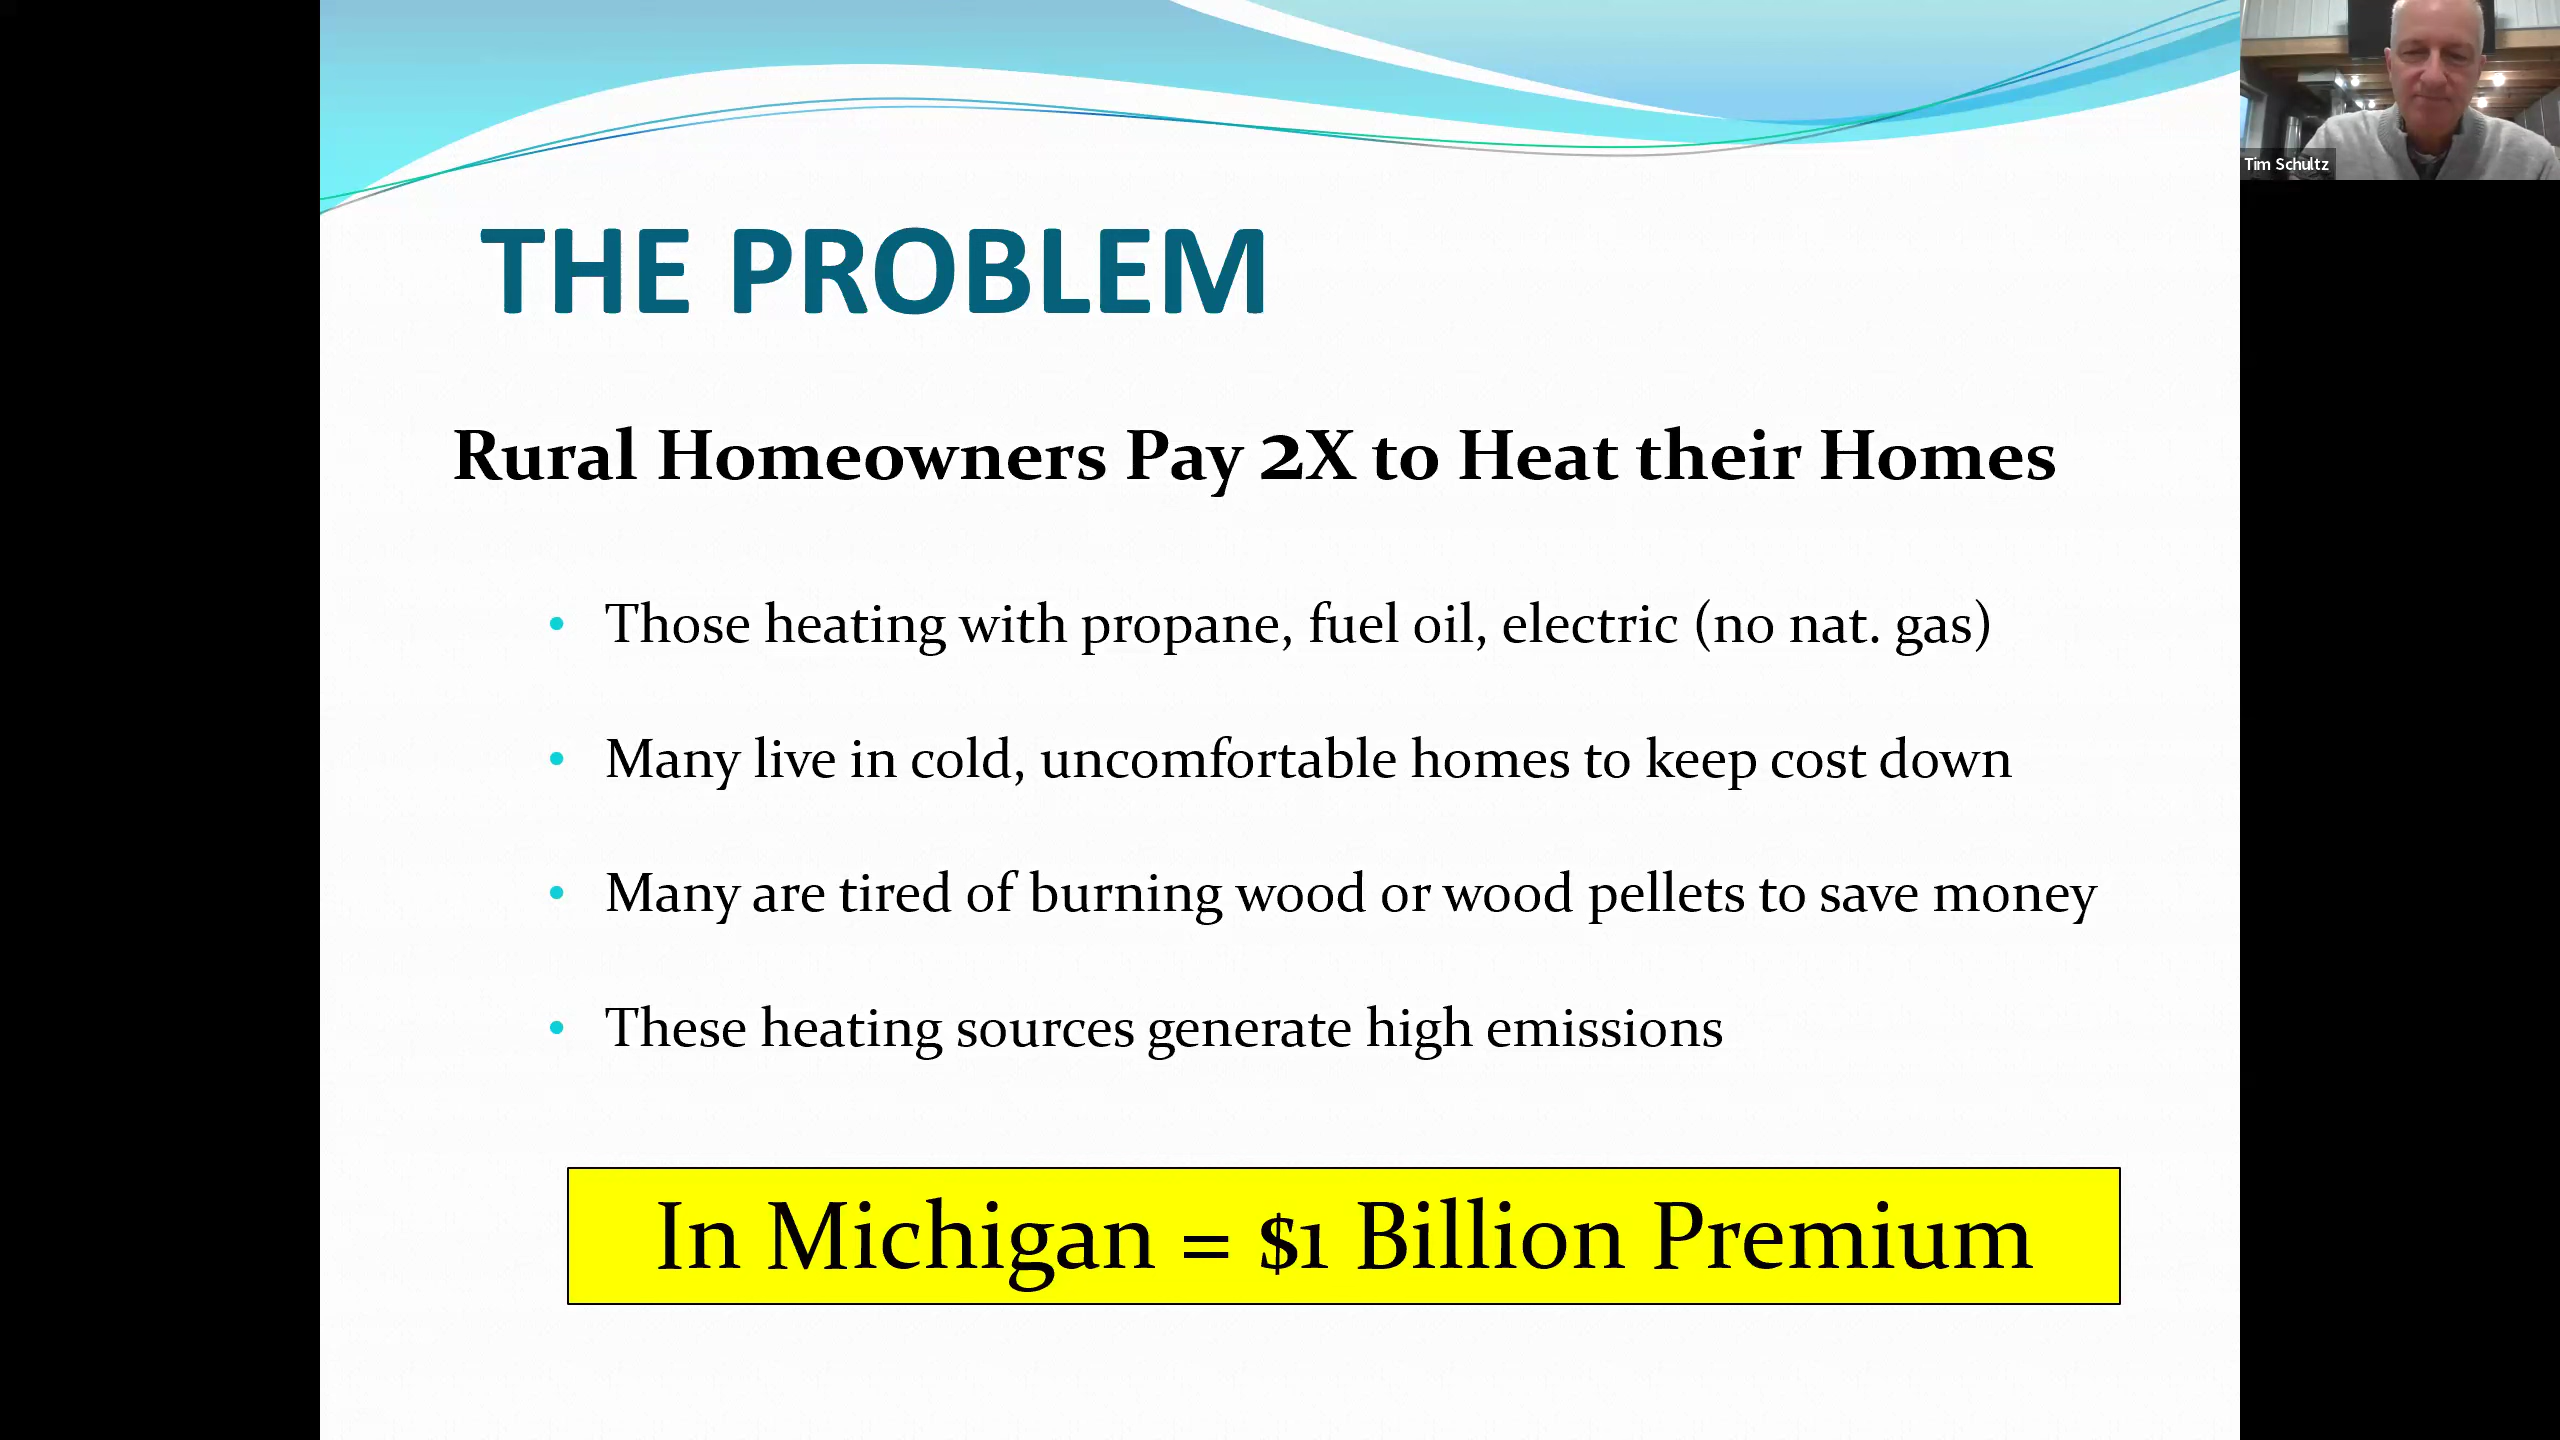 Tim Schultz
THE PROBLEM
Rural Homeowners Pay 2X to Heat their Homes
• Those heating with propane, fuel oil, electric (no nat. gas)
• Many live in cold, uncomfortable homes to keep cost down
• Many are tired of burning wood or wood pellets to save money
• These heating sources generate high emissions
In Michigan = $1 Billion Premium